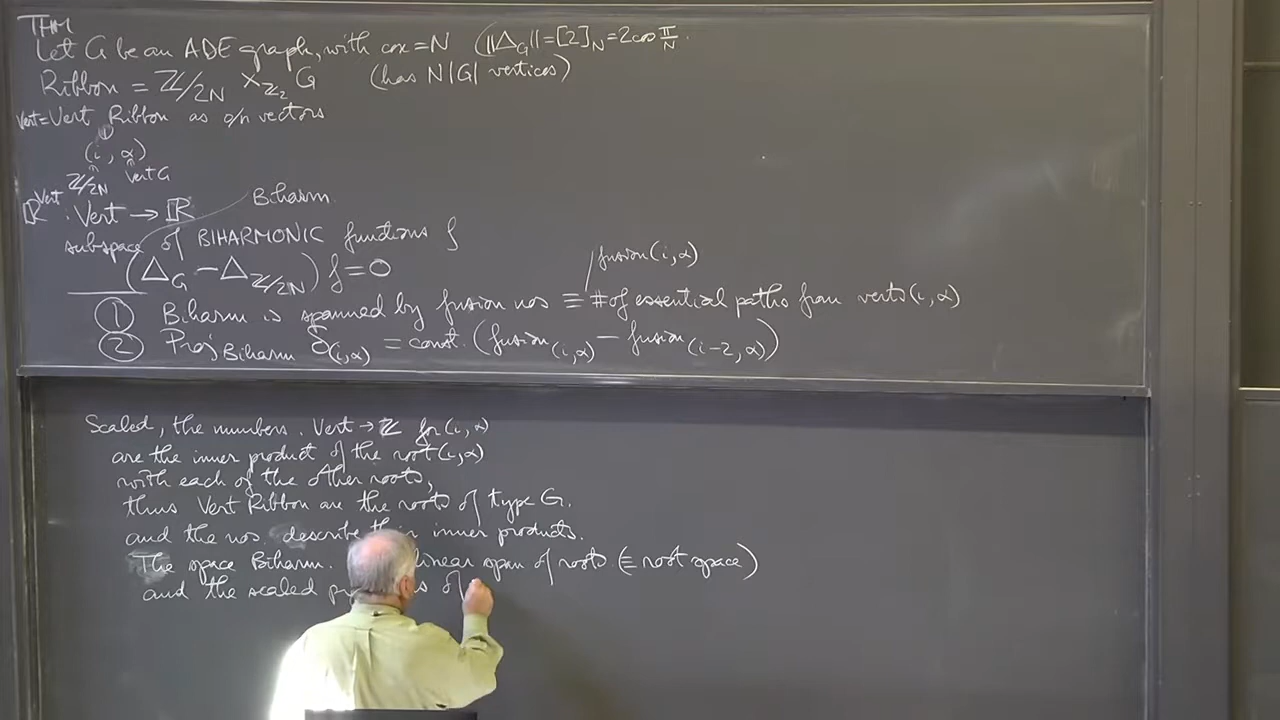 THM
Let G be an ADE graph, with cox = N (‖Δ_G‖ = [2]_N = 2cos π/N.
Ribbon = Z/2N ×_{Z_2} G (has N|G| vertices)
Vert = Vert Ribbon as o/n vectors
(i, α)
Z/2N vert G
ℝ^Vert : Vert → ℝ
Biharm
subspace of BIHARMONIC functions f
(Δ_G − Δ_{Z/2N}) f = 0
fusion(i, α)
① Biharm is spanned by fusion nos ≡ # of essential paths from verts (i, α)
② Proj_Biharm δ_(i,α) = const. (fusion_(i,α) − fusion_(i−2,α))
Scaled, the numbers. Vert → Z for (i, α)
are the inner product of the root (i, α)
with each of the other roots,
thus Vert Ribbon are the roots of type G.
and the nos. describe their inner products.
The space Biharm. linear span of roots. (≡ root space)
and the scaled of